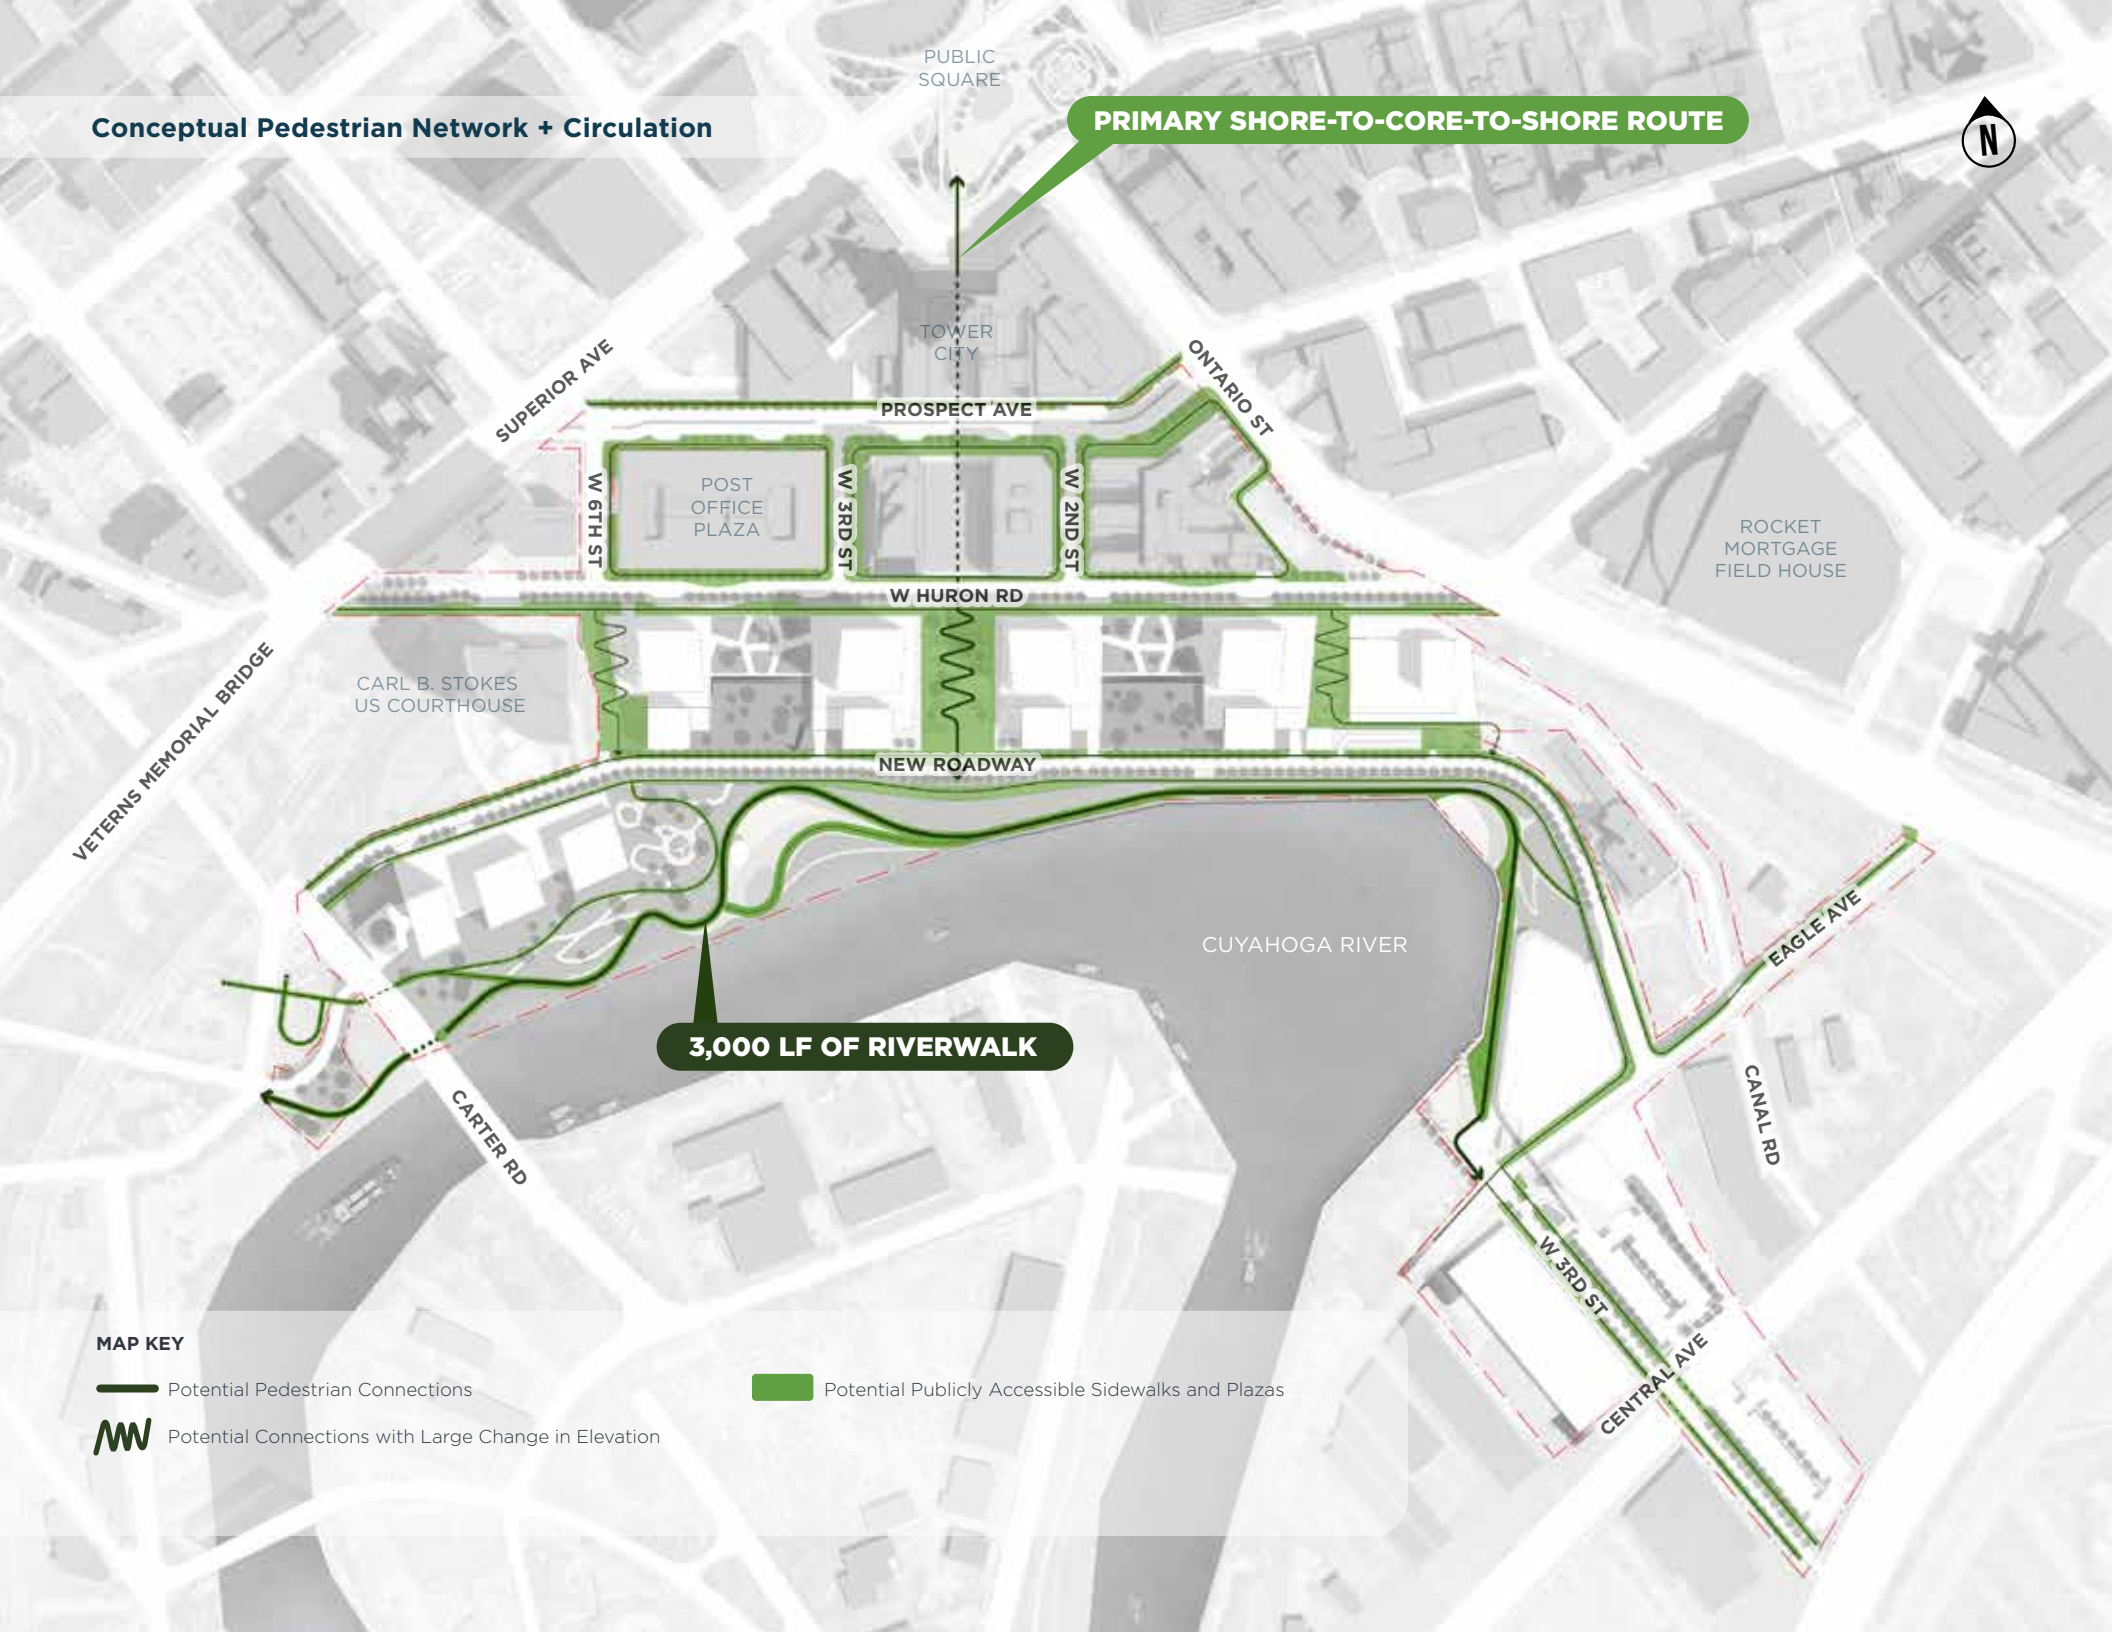 PUBLIC
SQUARE
Conceptual Pedestrian Network + Circulation
PRIMARY SHORE-TO-CORE-TO-SHORE ROUTE
N
TOWER
CITY
SUPERIOR AVE
ONTARIO ST
PROSPECT AVE
W 6TH ST
POST
OFFICE
PLAZA
W 3RD ST
W 2ND ST
ROCKET
MORTGAGE
FIELD HOUSE
W HURON RD
VETERNS MEMORIAL BRIDGE
CARL B. STOKES
US COURTHOUSE
NEW ROADWAY
EAGLE AVE
CUYAHOGA RIVER
3,000 LF OF RIVERWALK
CARTER RD
CANAL RD
W 3RD ST
CENTRAL AVE
MAP KEY
Potential Pedestrian Connections
Potential Publicly Accessible Sidewalks and Plazas
Potential Connections with Large Change in Elevation